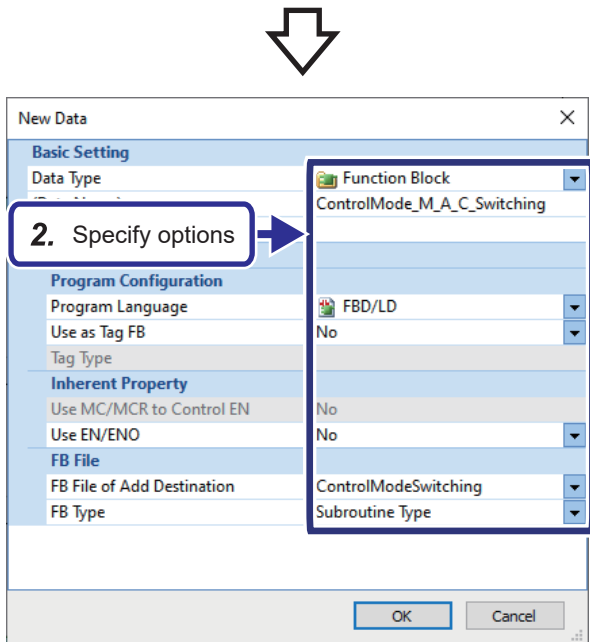 New Data
Basic Setting
Data Type Function Block
ControlMode_M_A_C_Switching
2. Specify options
Program Configuration
Program Language FBD/LD
Use as Tag FB No
Tag Type
Inherent Property
Use MC/MCR to Control EN No
Use EN/ENO No
FB File
FB File of Add Destination ControlModeSwitching
FB Type Subroutine Type
OK Cancel